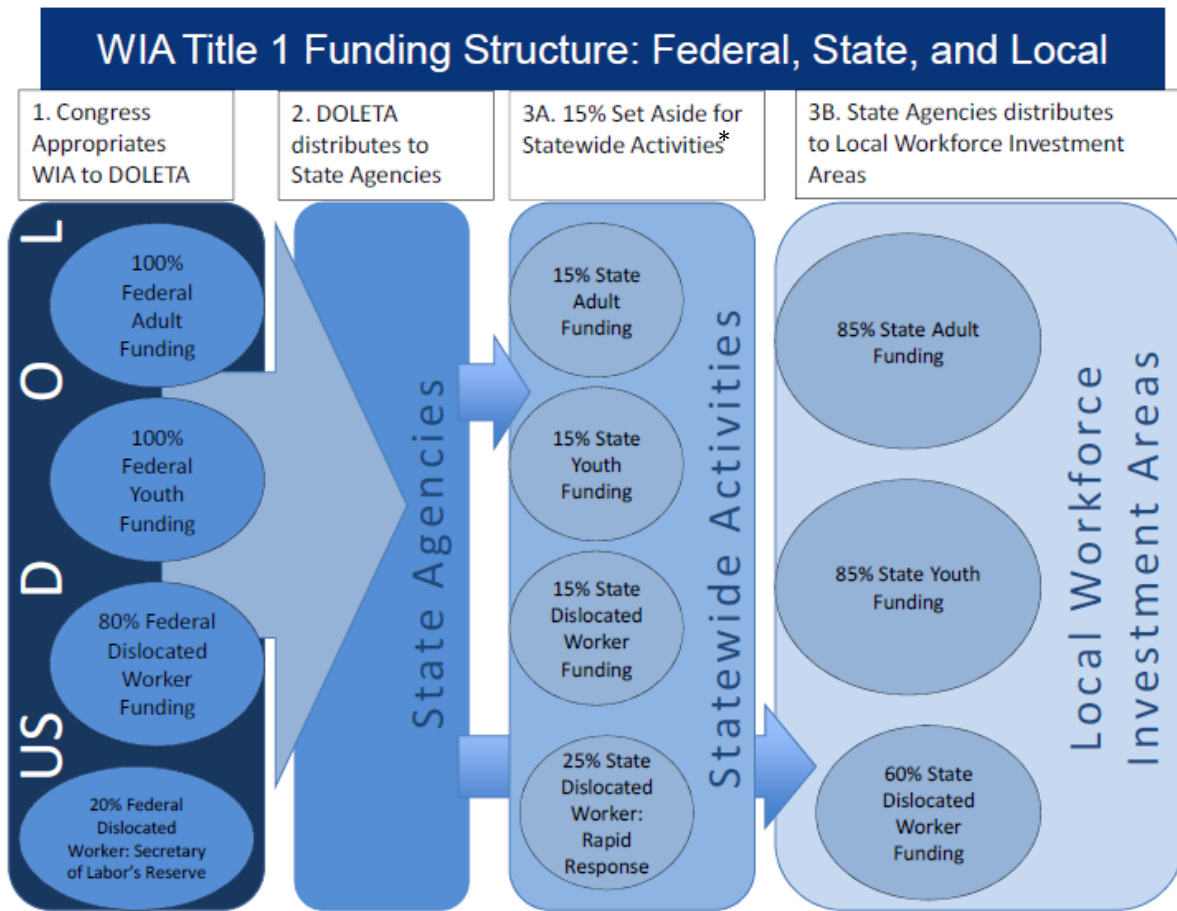 WIA Title 1 Funding Structure: Federal, State, and Local
1. Congress
Appropriates
WIA to DOLETA
2. DOLETA
distributes to
State Agencies
3A. 15% Set Aside for
Statewide Activities*
3B. State Agencies distributes
to Local Workforce Investment
Areas
US DOL
100%
Federal
Adult
Funding
100%
Federal
Youth
Funding
80% Federal
Dislocated
Worker
Funding
20% Federal
Dislocated
Worker: Secretary
of Labor's Reserve
State Agencies
15% State
Adult
Funding
15% State
Youth
Funding
15% State
Dislocated
Worker
Funding
25% State
Dislocated
Worker:
Rapid
Response
Statewide Activities
85% State Adult
Funding
85% State Youth
Funding
60% State
Dislocated
Worker
Funding
Local Workforce
Investment Areas